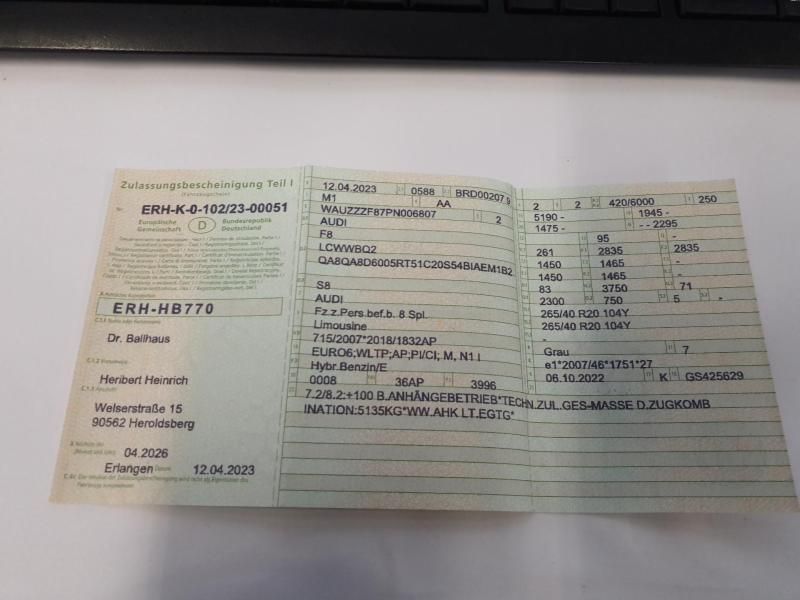 Zulassungsbescheinigung Teil I
(Fahrzeugschein)
Nr. ERH-K-0-102/23-00051
Europäische Gemeinschaft D Bundesrepublik Deutschland
ERH-HB770
Dr. Ballhaus
Heribert Heinrich
Welserstraße 15
90562 Heroldsberg
04.2026
Erlangen 12.04.2023
12.04.2023 0588 BRD00207 9
M1 AA
WAUZZZF87PN006807 2
AUDI
F8
LCWWBQ2
QA8QA8D6005RT51C20S54BIAEM1B2
S8
AUDI
Fz.z.Pers.bef.b. 8 Spl.
Limousine
715/2007*2018/1832AP
EURO6;WLTP;AP;PI/CI; M, N1 I
Hybr.Benzin/E
0008 36AP 3996
7.2/8.2:+100 B.ANHÄNGEBETRIEB*TECHN.ZUL.GES-MASSE D.ZUGKOMB
INATION:5135KG*WW.AHK LT.EGTG*
2 2 420/6000 250
5190 - 1945 -
1475 - - - 2295
- 95 -
261 2835 2835
1450 1465 -
1450 1465 -
83 3750 71
2300 750 5 -
265/40 R20 104Y
265/40 R20 104Y
-
Grau 7
e1*2007/46*1751*27
06.10.2022 K GS425629